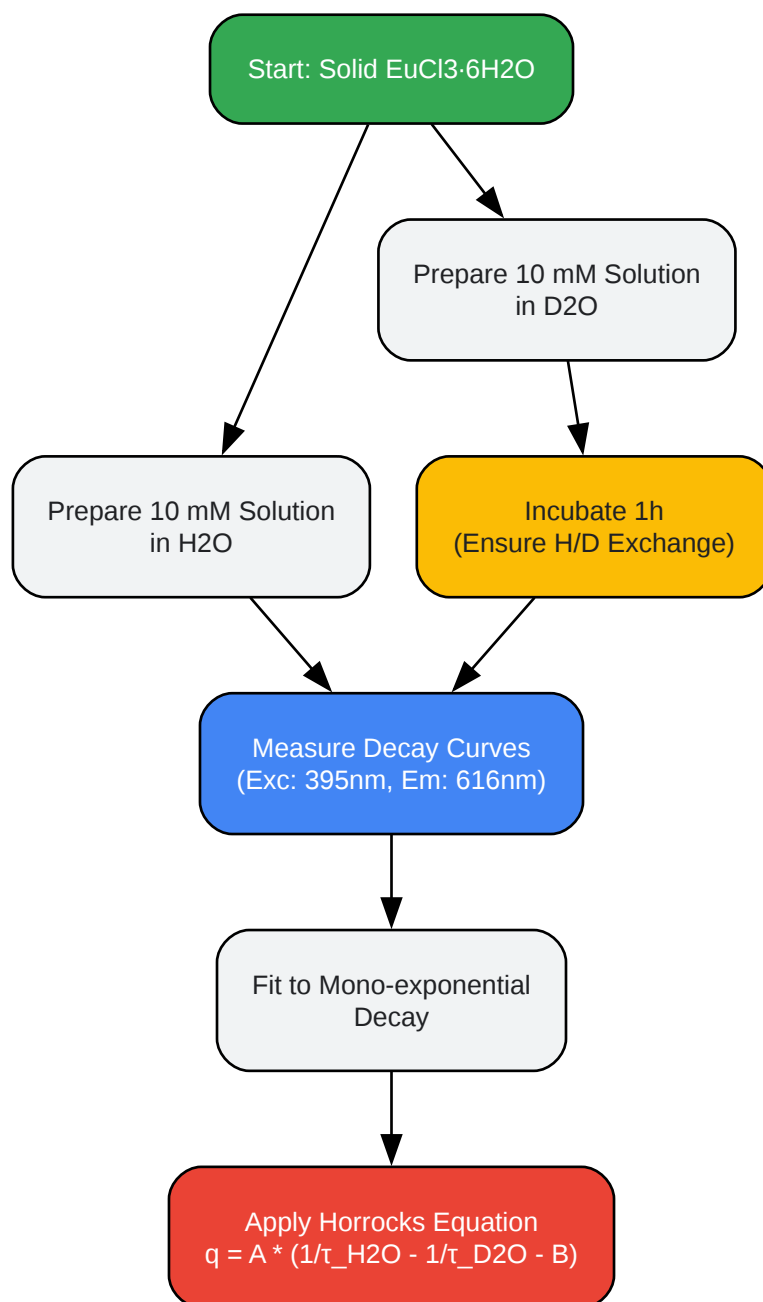 Start: Solid EuCl3·6H2O
Prepare 10 mM Solution
in D2O
Prepare 10 mM Solution
in H2O
Incubate 1h
(Ensure H/D Exchange)
Measure Decay Curves
(Exc: 395nm, Em: 616nm)
Fit to Mono-exponential
Decay
Apply Horrocks Equation
q = A * (1/τ_H2O - 1/τ_D2O - B)